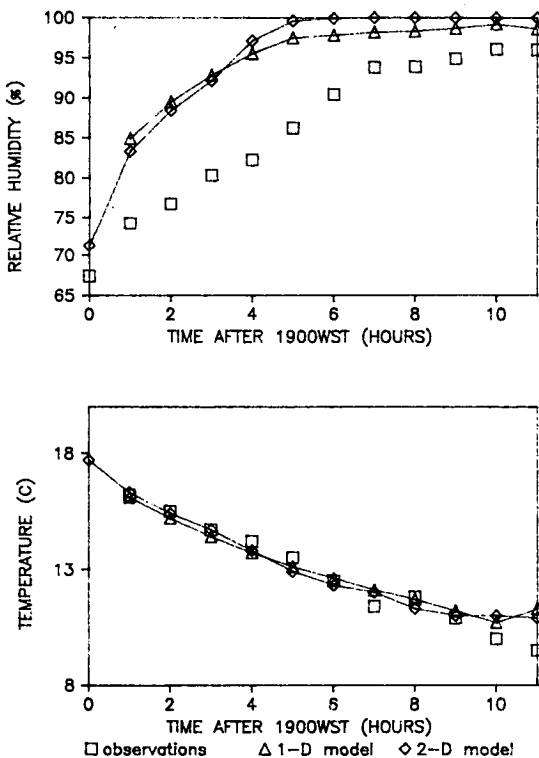 RELATIVE HUMIDITY (%)
100
95
90
85
80
75
70
65
0 2 4 6 8 10
TIME AFTER 1900WST (HOURS)
TEMPERATURE (C)
18
13
8
0 2 4 6 8 10
TIME AFTER 1900WST (HOURS)
observations 1-D model 2-D model